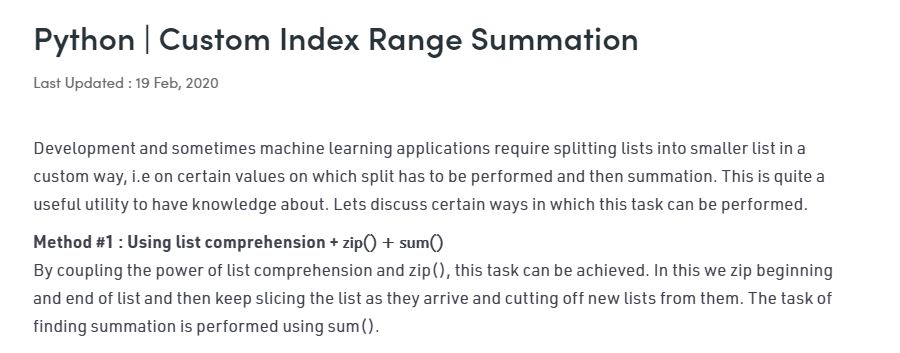 Python | Custom Index Range Summation
Last Updated : 19 Feb, 2020
Development and sometimes machine learning applications require splitting lists into smaller list in a
custom way, i.e on certain values on which split has to be performed and then summation. This is quite a
useful utility to have knowledge about. Lets discuss certain ways in which this task can be performed.
Method #1 : Using list comprehension + zip() + sum()
By coupling the power of list comprehension and zip(), this task can be achieved. In this we zip beginning
and end of list and then keep slicing the list as they arrive and cutting off new lists from them. The task of
finding summation is performed using sum().